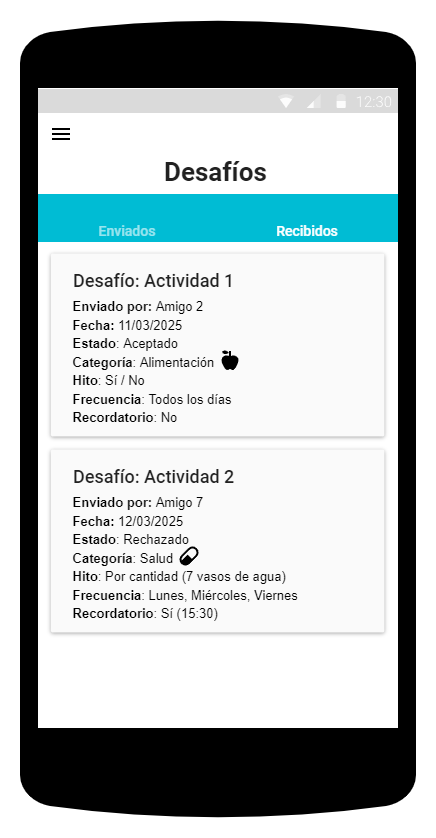 12:30
Desafíos
Enviados Recibidos
Desafío: Actividad 1
Enviado por: Amigo 2
Fecha: 11/03/2025
Estado: Aceptado
Categoría: Alimentación
Hito: Sí / No
Frecuencia: Todos los días
Recordatorio: No
Desafío: Actividad 2
Enviado por: Amigo 7
Fecha: 12/03/2025
Estado: Rechazado
Categoría: Salud
Hito: Por cantidad (7 vasos de agua)
Frecuencia: Lunes, Miércoles, Viernes
Recordatorio: Sí (15:30)